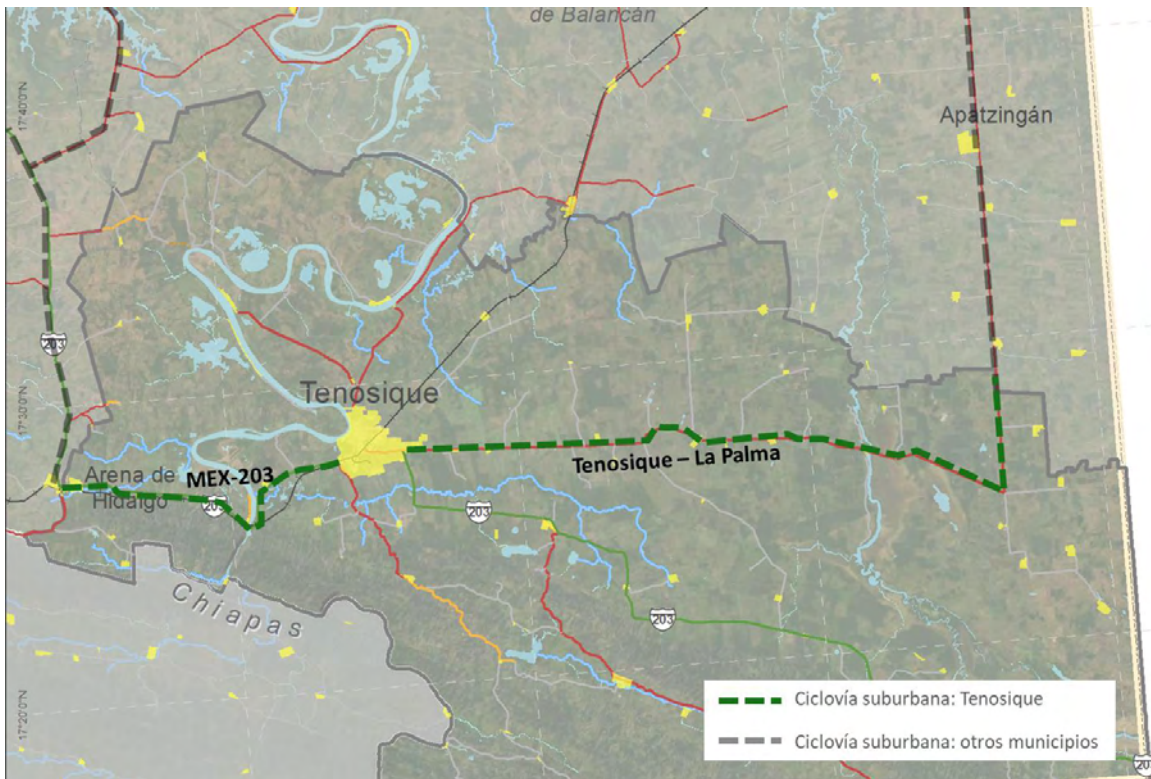 de Balancán
17°40'0"N
Apatzingán
203
17°30'0"N
Tenosique
Arena de
Hidalgo
MEX-203
203
Tenosique – La Palma
203
Chiapas
203
17°20'0"N
Ciclovía suburbana: Tenosique
Ciclovía suburbana: otros municipios